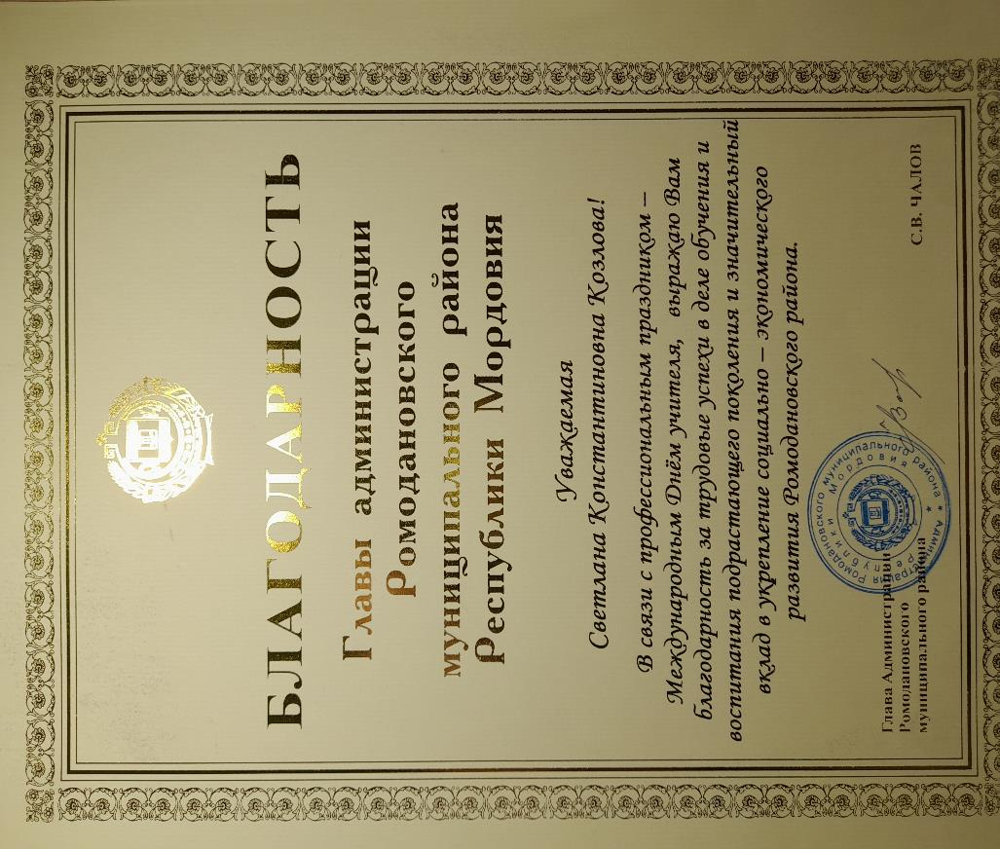 БЛАГОДАРНОСТЬ
Главы администрации
Ромодановского
муниципального района
Республики Мордовия
Уважаемая
Светлана Константиновна Козлова!
В связи с профессиональным праздником –
Международным Днём учителя, выражаю Вам
благодарность за трудовые успехи в деле обучения и
воспитания подрастающего поколения и значительный
вклад в укрепление социально – экономического
развития Ромодановского района.
Глава Администрации
Ромодановского
муниципального района
С.В. ЧАЛОВ
Администрация Ромодановского муниципального района
Республики Мордовия